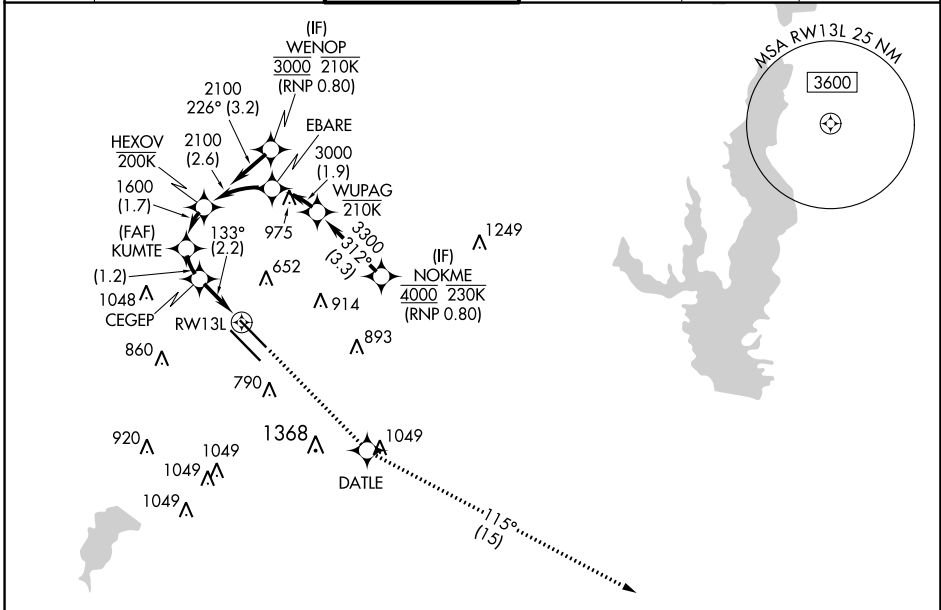 (IF)
WENOP
3000 210K
(RNP 0.80)
MSA RW13L 25 NM
3600
2100
226° (3.2)
EBARE
HEXOV
200K
2100
(2.6)
3000
(1.9)
WUPAG
210K
1600
(1.7)
975
3300
312°
(3.3)
1249
(FAF)
KUMTE
133°
(2.2)
(IF)
NOKME
4000 230K
(RNP 0.80)
652
(1.2)
1048
914
CEGEP
RW13L
893
860
790
1368
1049
920
1049
1049
DATLE
1049
115°
(15)